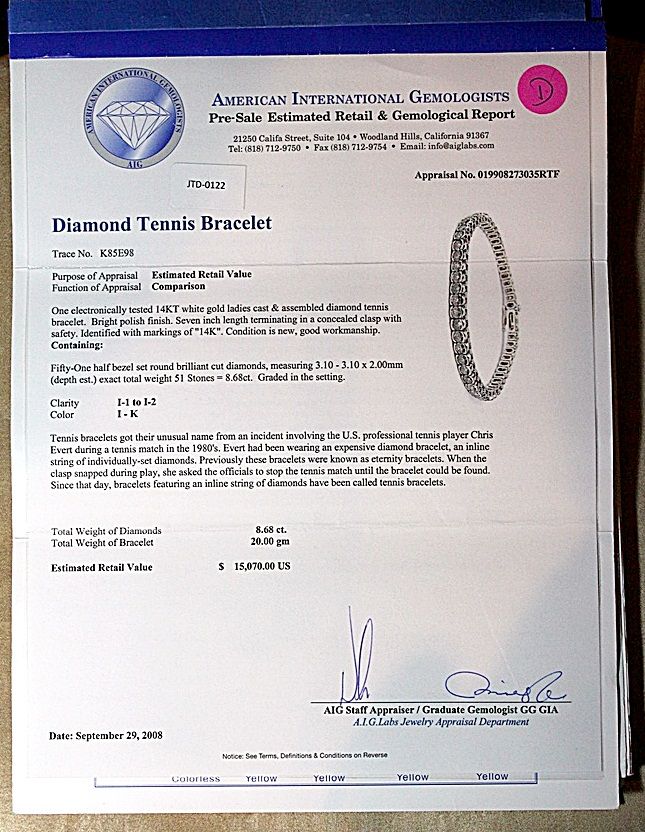 AMERICAN INTERNATIONAL GEMOLOGISTS
AIG
D
AMERICAN INTERNATIONAL GEMOLOGISTS
Pre-Sale Estimated Retail & Gemological Report
21250 Califa Street, Suite 104 • Woodland Hills, California 91367
Tel: (818) 712-9750 • Fax (818) 712-9754 • Email: info@aiglabs.com
JTD-0122
Appraisal No. 019908273035RTF
Diamond Tennis Bracelet
Trace No. K85E98
Purpose of Appraisal Estimated Retail Value
Function of Appraisal Comparison
One electronically tested 14KT white gold ladies cast & assembled diamond tennis
bracelet. Bright polish finish. Seven inch length terminating in a concealed clasp with
safety. Identified with markings of "14K". Condition is new, good workmanship.
Containing:
Fifty-One half bezel set round brilliant cut diamonds, measuring 3.10 - 3.10 x 2.00mm
(depth est.) exact total weight 51 Stones = 8.68ct. Graded in the setting.
Clarity I-1 to I-2
Color I - K
Tennis bracelets got their unusual name from an incident involving the U.S. professional tennis player Chris
Evert during a tennis match in the 1980's. Evert had been wearing an expensive diamond bracelet, an inline
string of individually-set diamonds. Previously these bracelets were known as eternity bracelets. When the
clasp snapped during play, she asked the officials to stop the tennis match until the bracelet could be found.
Since that day, bracelets featuring an inline string of diamonds have been called tennis bracelets.
Total Weight of Diamonds 8.68 ct.
Total Weight of Bracelet 20.00 gm
Estimated Retail Value $ 15,070.00 US
AIG Staff Appraiser / Graduate Gemologist GG GIA
A.I.G.Labs Jewelry Appraisal Department
Date: September 29, 2008
Notice: See Terms, Definitions & Conditions on Reverse
Colorless Yellow Yellow Yellow Yellow